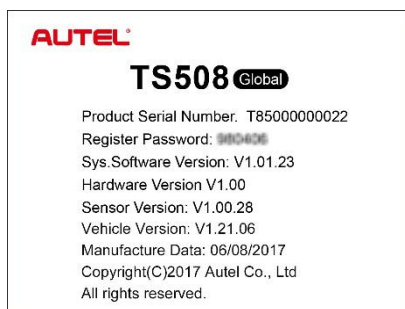 AUTEL
TS508 Global
Product Serial Number. T85000000022
Register Password:
Sys.Software Version: V1.01.23
Hardware Version V1.00
Sensor Version: V1.00.28
Vehicle Version: V1.21.06
Manufacture Data: 06/08/2017
Copyright(C)2017 Autel Co., Ltd
All rights reserved.